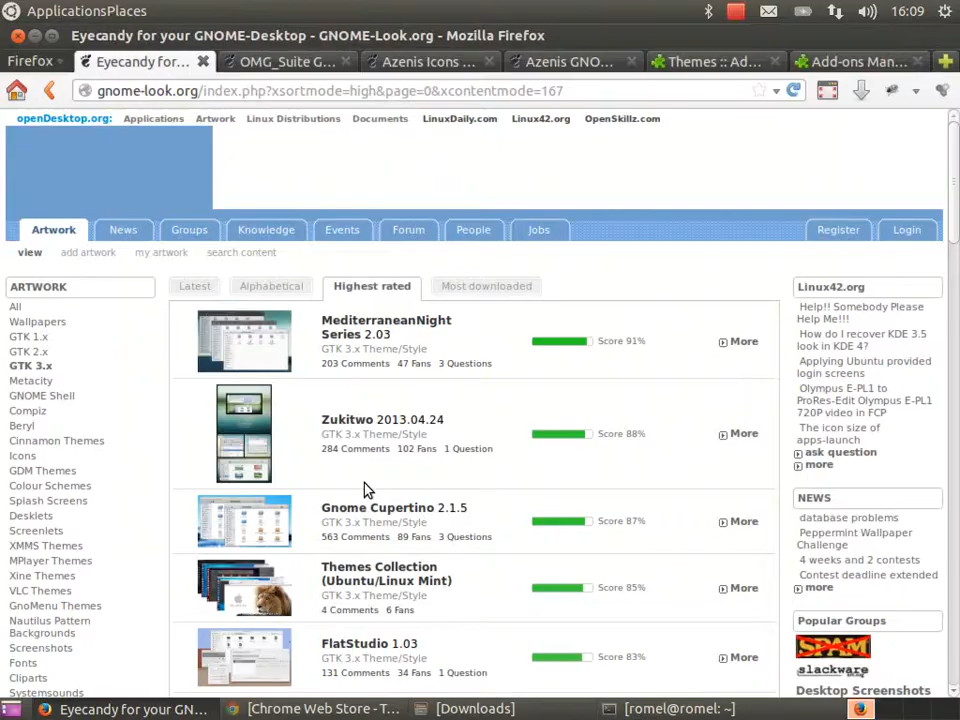 ApplicationsPlaces
16:09
Eyecandy for your GNOME-Desktop - GNOME-Look.org - Mozilla Firefox
Firefox
Eyecandy for...
OMG_Suite G...
Azenis Icons ...
Azenis GNO...
Themes :: Ad...
Add-ons Man...
gnome-look.org/index.php?xsortmode=high&page=0&xcontentmode=167
openDesktop.org: Applications Artwork Linux Distributions Documents LinuxDaily.com Linux42.org OpenSkillz.com
Artwork News Groups Knowledge Events Forum People Jobs Register Login
view add artwork my artwork search content
ARTWORK
All
Wallpapers
GTK 1.x
GTK 2.x
GTK 3.x
Metacity
GNOME Shell
Compiz
Beryl
Cinnamon Themes
Icons
GDM Themes
Colour Schemes
Splash Screens
Desklets
Screenlets
XMMS Themes
MPlayer Themes
Xine Themes
VLC Themes
GnoMenu Themes
Nautilus Pattern
Backgrounds
Screenshots
Fonts
Cliparts
Systemsounds
Latest Alphabetical Highest rated Most downloaded
MediterraneanNight
Series 2.03
GTK 3.x Theme/Style
203 Comments 47 Fans 3 Questions
Score 91%
More
Zukitwo 2013.04.24
GTK 3.x Theme/Style
284 Comments 102 Fans 1 Question
Score 88%
More
Gnome Cupertino 2.1.5
GTK 3.x Theme/Style
563 Comments 89 Fans 3 Questions
Score 87%
More
Themes Collection
(Ubuntu/Linux Mint)
GTK 3.x Theme/Style
4 Comments 6 Fans
Score 85%
More
FlatStudio 1.03
GTK 3.x Theme/Style
131 Comments 34 Fans 1 Question
Score 83%
More
Linux42.org
Help!! Somebody Please
Help Me!!!
How do I recover KDE 3.5
look in KDE 4?
Applying Ubuntu provided
login screens
Olympus E-PL1 to
ProRes-Edit Olympus E-PL1
720P video in FCP
The icon size of
apps-launch
ask question
more
NEWS
database problems
Peppermint Wallpaper
Challenge
4 weeks and 2 contests
Contest deadline extended
more
Popular Groups
SPAM
slackware
Desktop Screenshots
Eyecandy for your GN...
[Chrome Web Store - T...
[Downloads]
[romel@romel: ~]